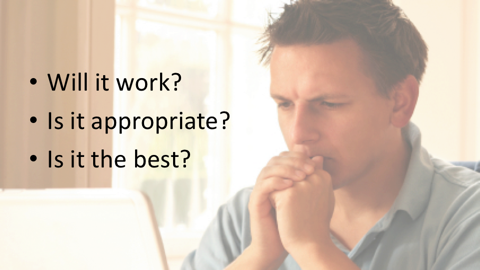 • Will it work?
• Is it appropriate?
• Is it the best?